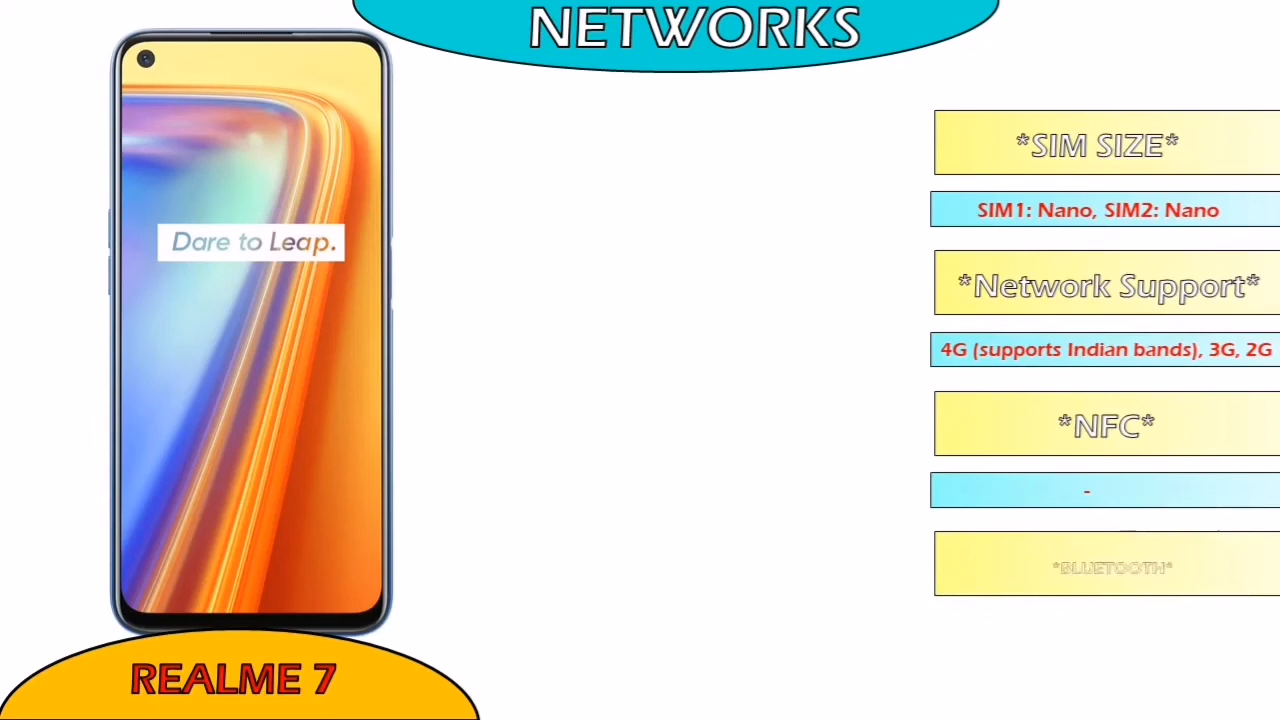 NETWORKS
*SIM SIZE*
SIM1: Nano, SIM2: Nano
Dare to Leap.
*Network Support*
4G (supports Indian bands), 3G, 2G
*NFC*
-
*BLUETOOTH*
REALME 7